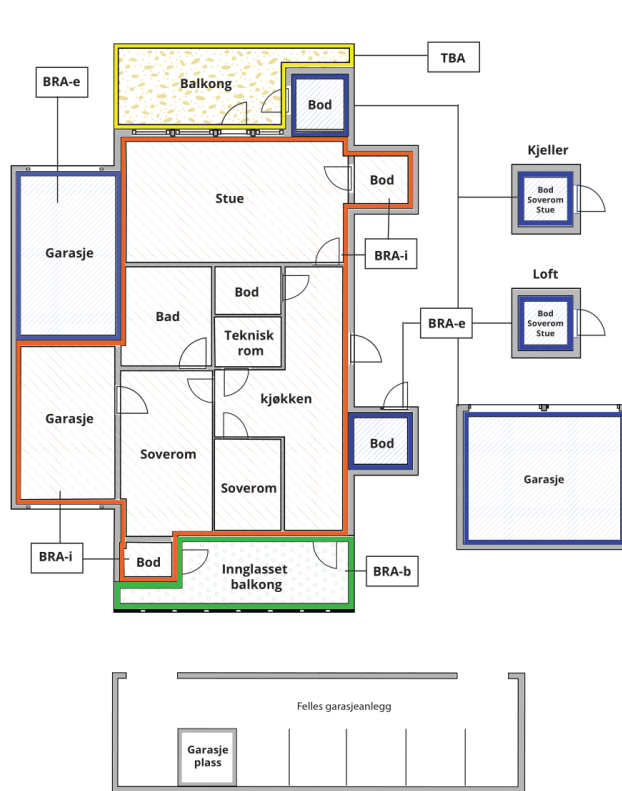 TBA
BRA-e
Balkong
Bod
Kjeller
Bod
Bod
Soverom
Stue
Stue
Garasje
BRA-i
Loft
Bod
Bad
Bod
Soverom
Stue
BRA-e
Teknisk
rom
kjøkken
Garasje
Bod
Soverom
Garasje
Soverom
BRA-i
Bod
Innglasset
balkong
BRA-b
Felles garasjeanlegg
Garasje
plass